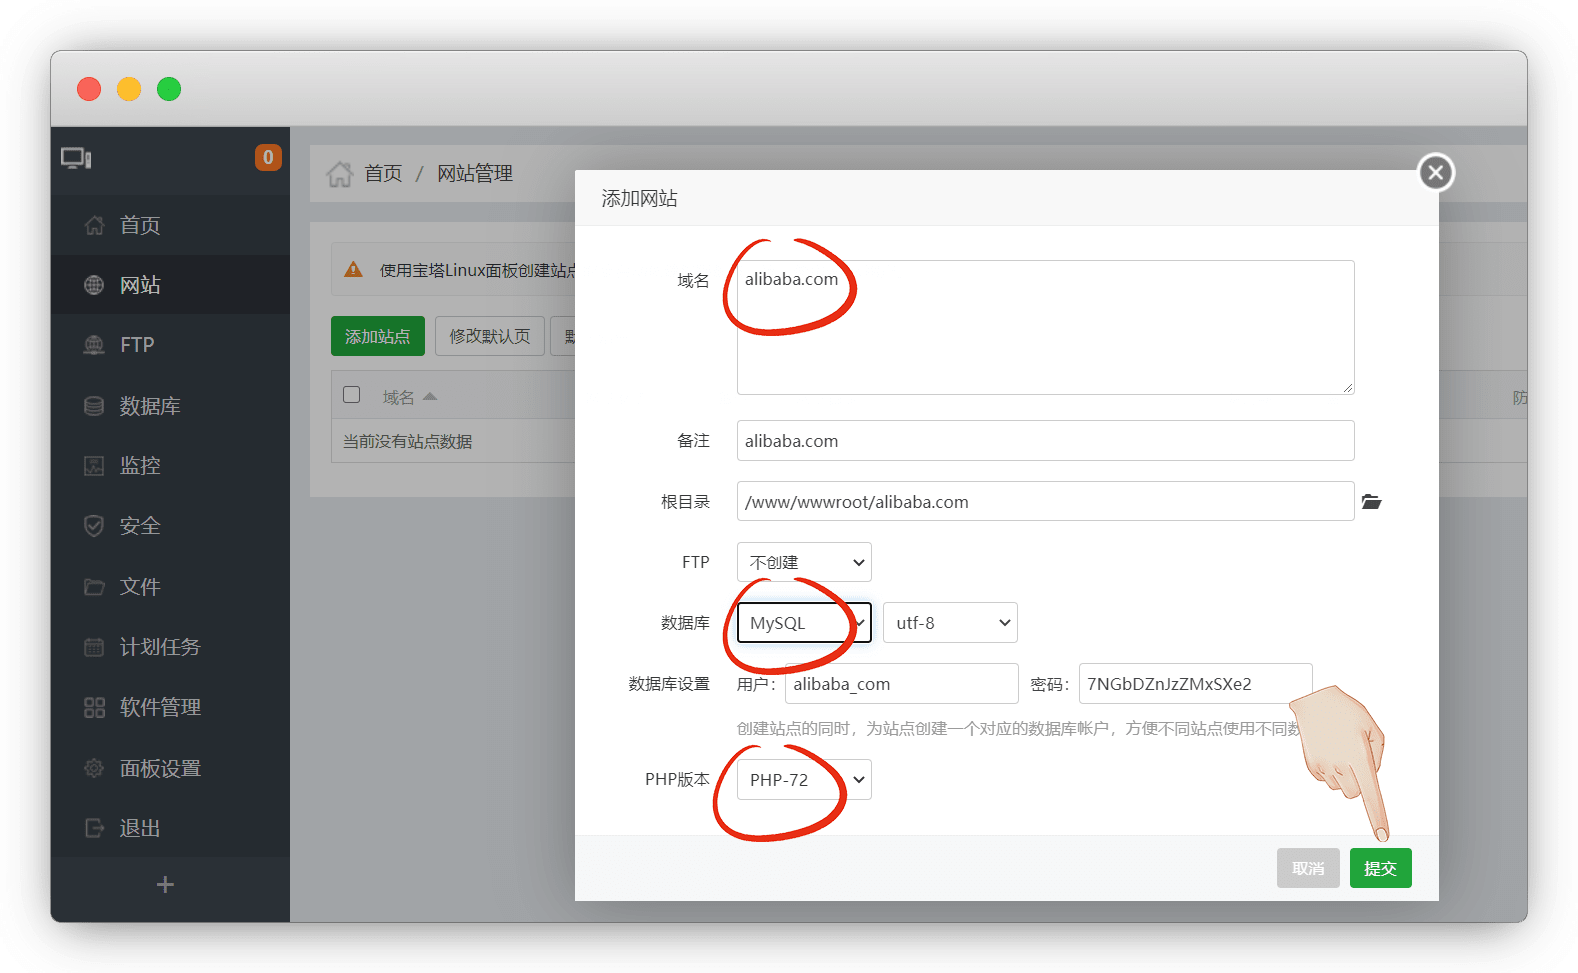 0
首页
网站
FTP
数据库
监控
安全
文件
计划任务
软件管理
面板设置
退出
+
首页 / 网站管理
使用宝塔Linux面板创建站点
添加站点 修改默认页 默
域名
防
当前没有站点数据
添加网站
域名 alibaba.com
备注 alibaba.com
根目录 /www/wwwroot/alibaba.com
FTP 不创建
数据库 MySQL utf-8
数据库设置 用户： alibaba_com 密码： 7NGbDZnJzZMxSXe2
创建站点的同时，为站点创建一个对应的数据库帐户，方便不同站点使用不同数
PHP版本 PHP-72
取消 提交